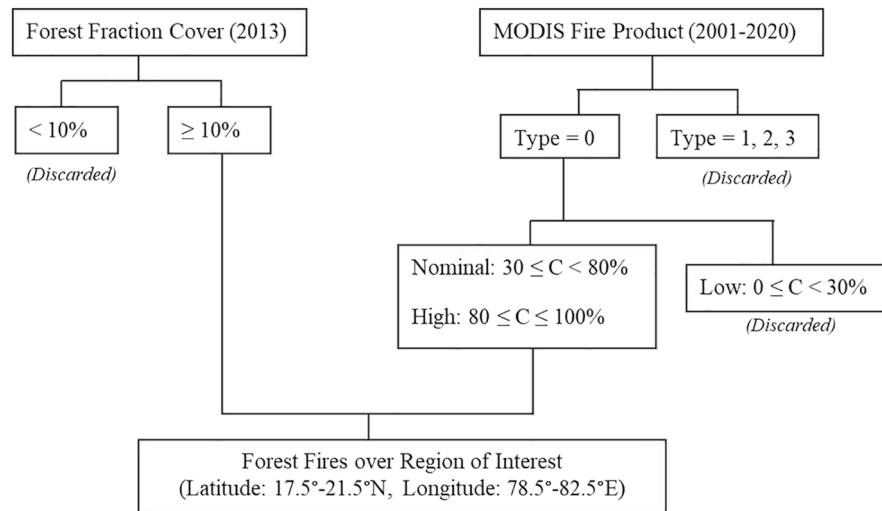 Forest Fraction Cover (2013)
MODIS Fire Product (2001-2020)
< 10%
≥ 10%
(Discarded)
Type = 0
Type = 1, 2, 3
(Discarded)
Nominal: 30 ≤ C < 80%
High: 80 ≤ C ≤ 100%
Low: 0 ≤ C < 30%
(Discarded)
Forest Fires over Region of Interest
(Latitude: 17.5°-21.5°N, Longitude: 78.5°-82.5°E)